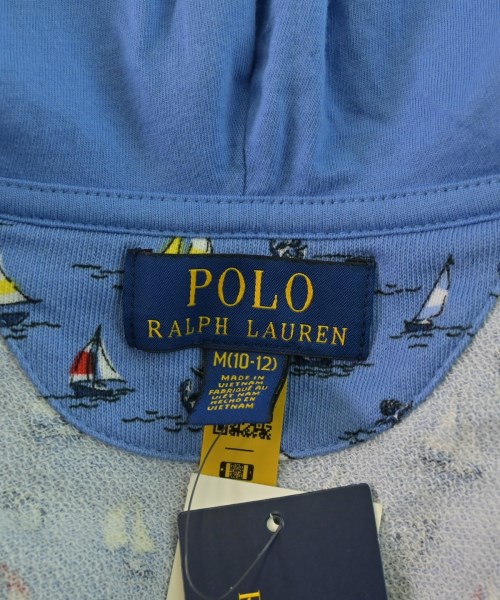 POLO
RALPH LAUREN
M(10-12)
MADE IN
VIETNAM
FABRIQUÉ AU
VIET NAM
HECHO EN
VIETNAM